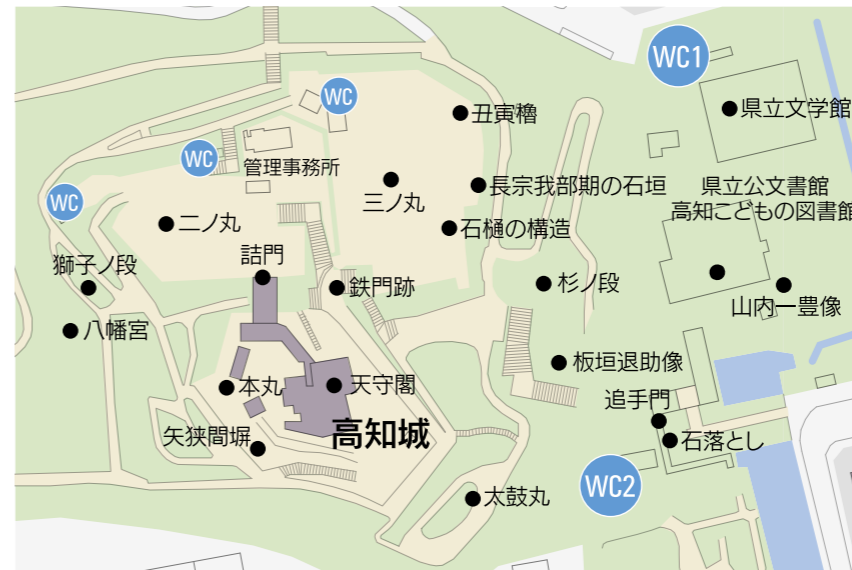 WC1
WC
丑寅櫓
県立文学館
WC
管理事務所
三ノ丸
長宗我部期の石垣
県立公文書館
高知こどもの図書館
WC
二ノ丸
石樋の構造
獅子ノ段
詰門
鉄門跡
杉ノ段
山内一豊像
八幡宮
板垣退助像
本丸
天守閣
追手門
矢狭間塀
高知城
石落とし
WC2
太鼓丸